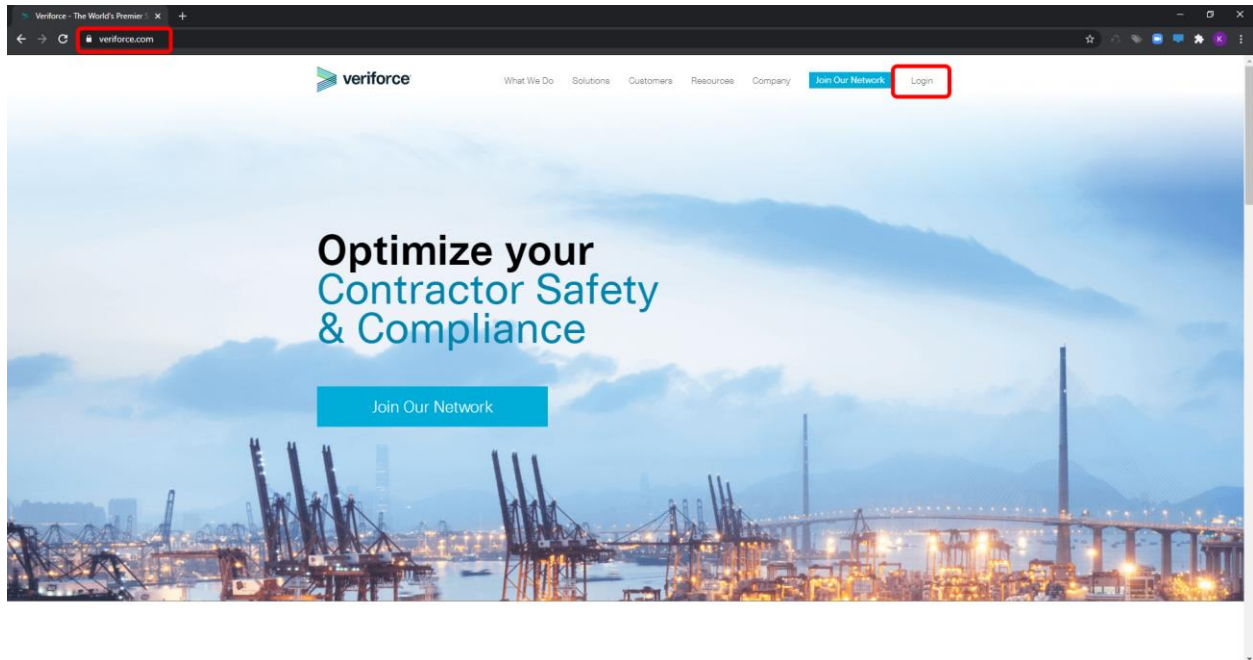 Veriforce - The World's Premier S
veriforce.com
K
veriforce
What We Do Solutions Customers Resources Company Join Our Network Login
Optimize your
Contractor Safety
& Compliance
Join Our Network